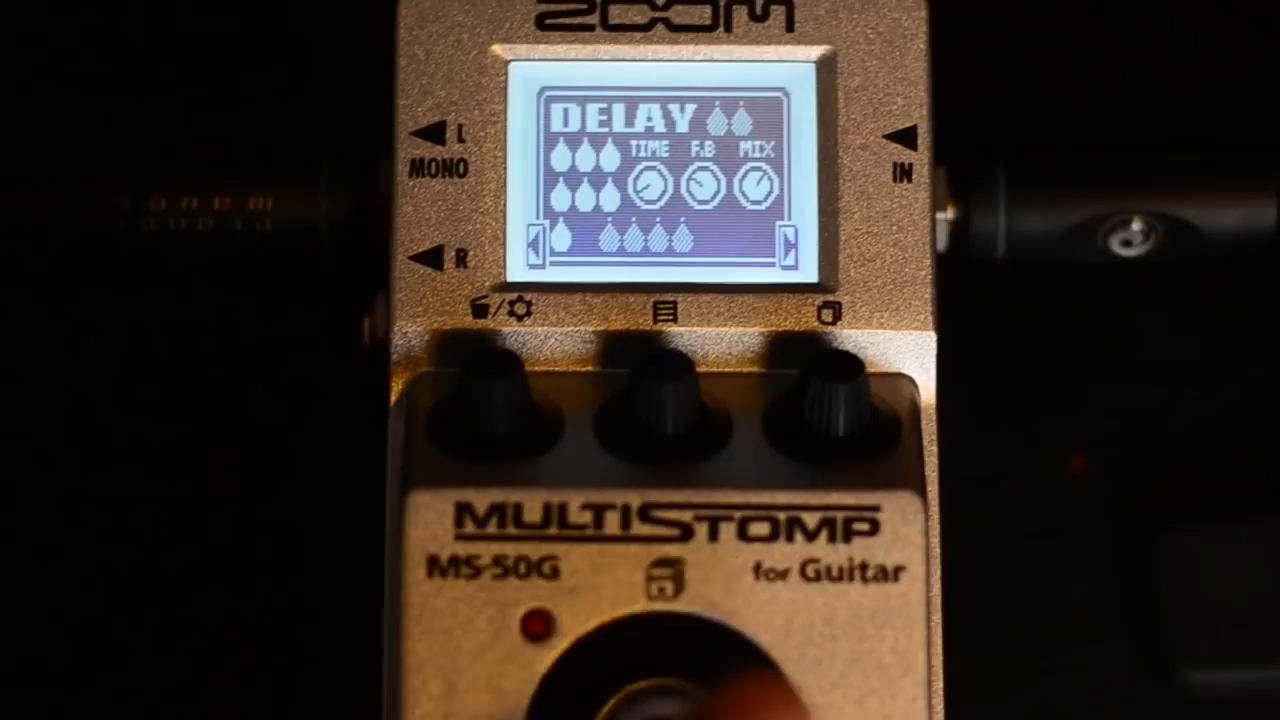 ZOOM
DELAY
TIME F.B MIX
L
MONO
IN
R
MULTISTOMP
MS-50G
for Guitar